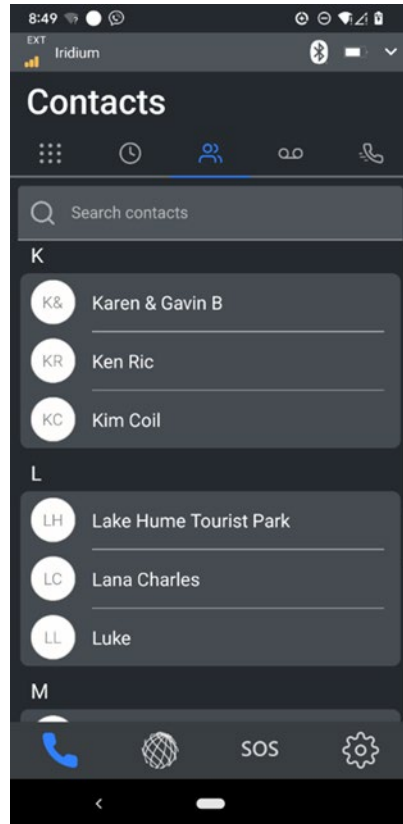 8:49
EXT
Iridium
Contacts
Search contacts
K
K& Karen & Gavin B
KR Ken Ric
KC Kim Coil
L
LH Lake Hume Tourist Park
LC Lana Charles
LL Luke
M
SOS